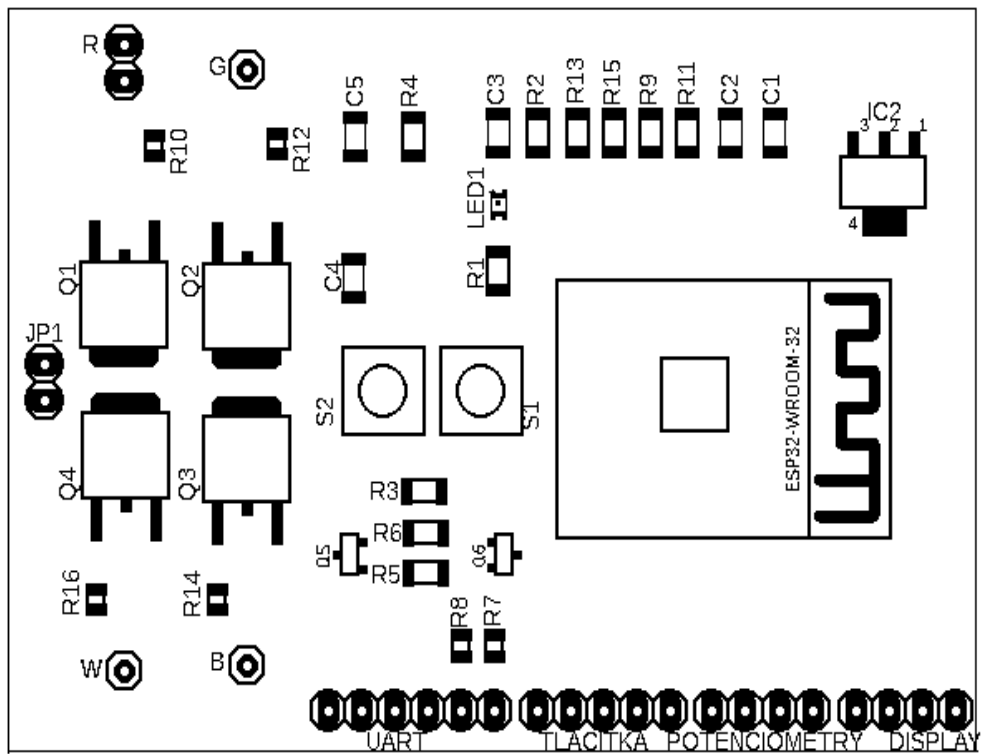 R
G
C5
R4
C3
R2
R13
R15
R9
R11
C2
C1
IC2
3
2
1
4
R10
R12
LED1
Q1
Q2
C4
R1
JP1
ESP32-WROOM-32
S2
S1
Q4
Q3
R3
R6
Q5
Q6
R5
R16
R14
R8
R7
W
B
UART
TLACITKA
POTENCIOMETRY
DISPLAY